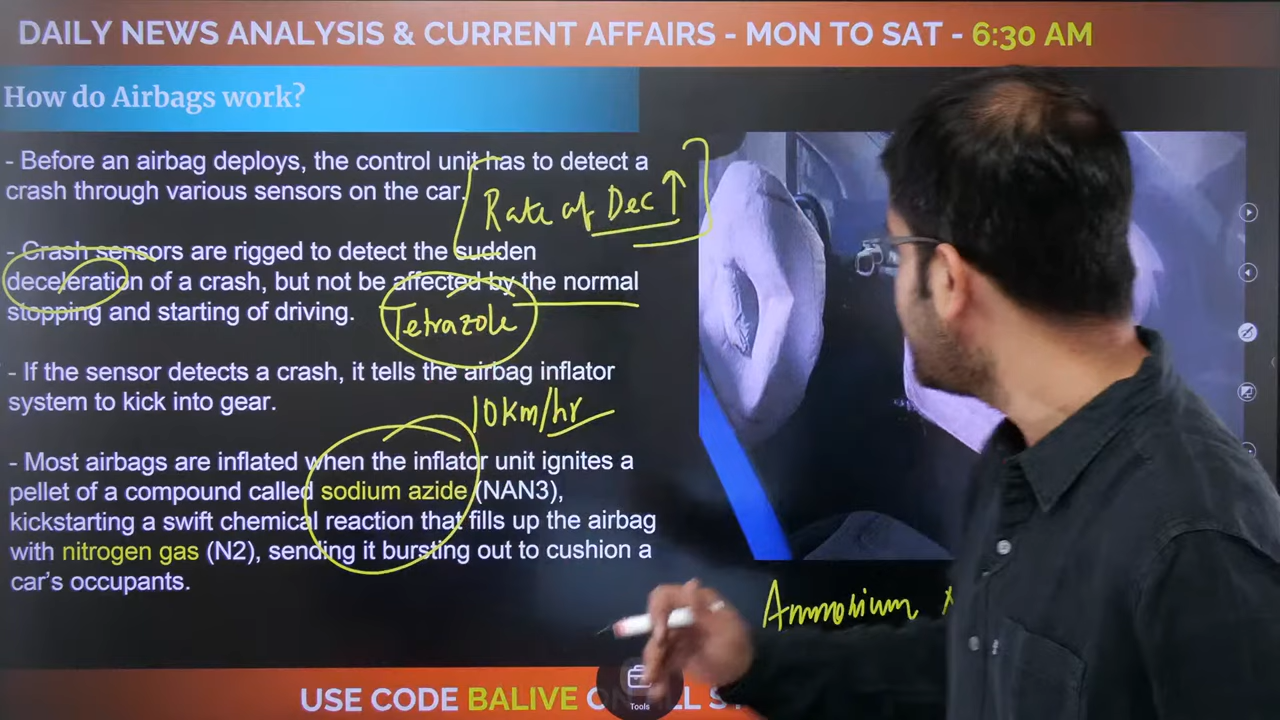 DAILY NEWS ANALYSIS & CURRENT AFFAIRS - MON TO SAT - 6:30 AM
How do Airbags work?
- Before an airbag deploys, the control unit has to detect a
crash through various sensors on the car.
Rate of Dec ↑
- Crash sensors are rigged to detect the sudden
deceleration of a crash, but not be affected by the normal
stopping and starting of driving.
Tetrazole
- If the sensor detects a crash, it tells the airbag inflator
system to kick into gear.
10km/hr
- Most airbags are inflated when the inflator unit ignites a
pellet of a compound called sodium azide (NAN3),
kickstarting a swift chemical reaction that fills up the airbag
with nitrogen gas (N2), sending it bursting out to cushion a
car's occupants.
Ammonium
Tools
USE CODE BALIVE